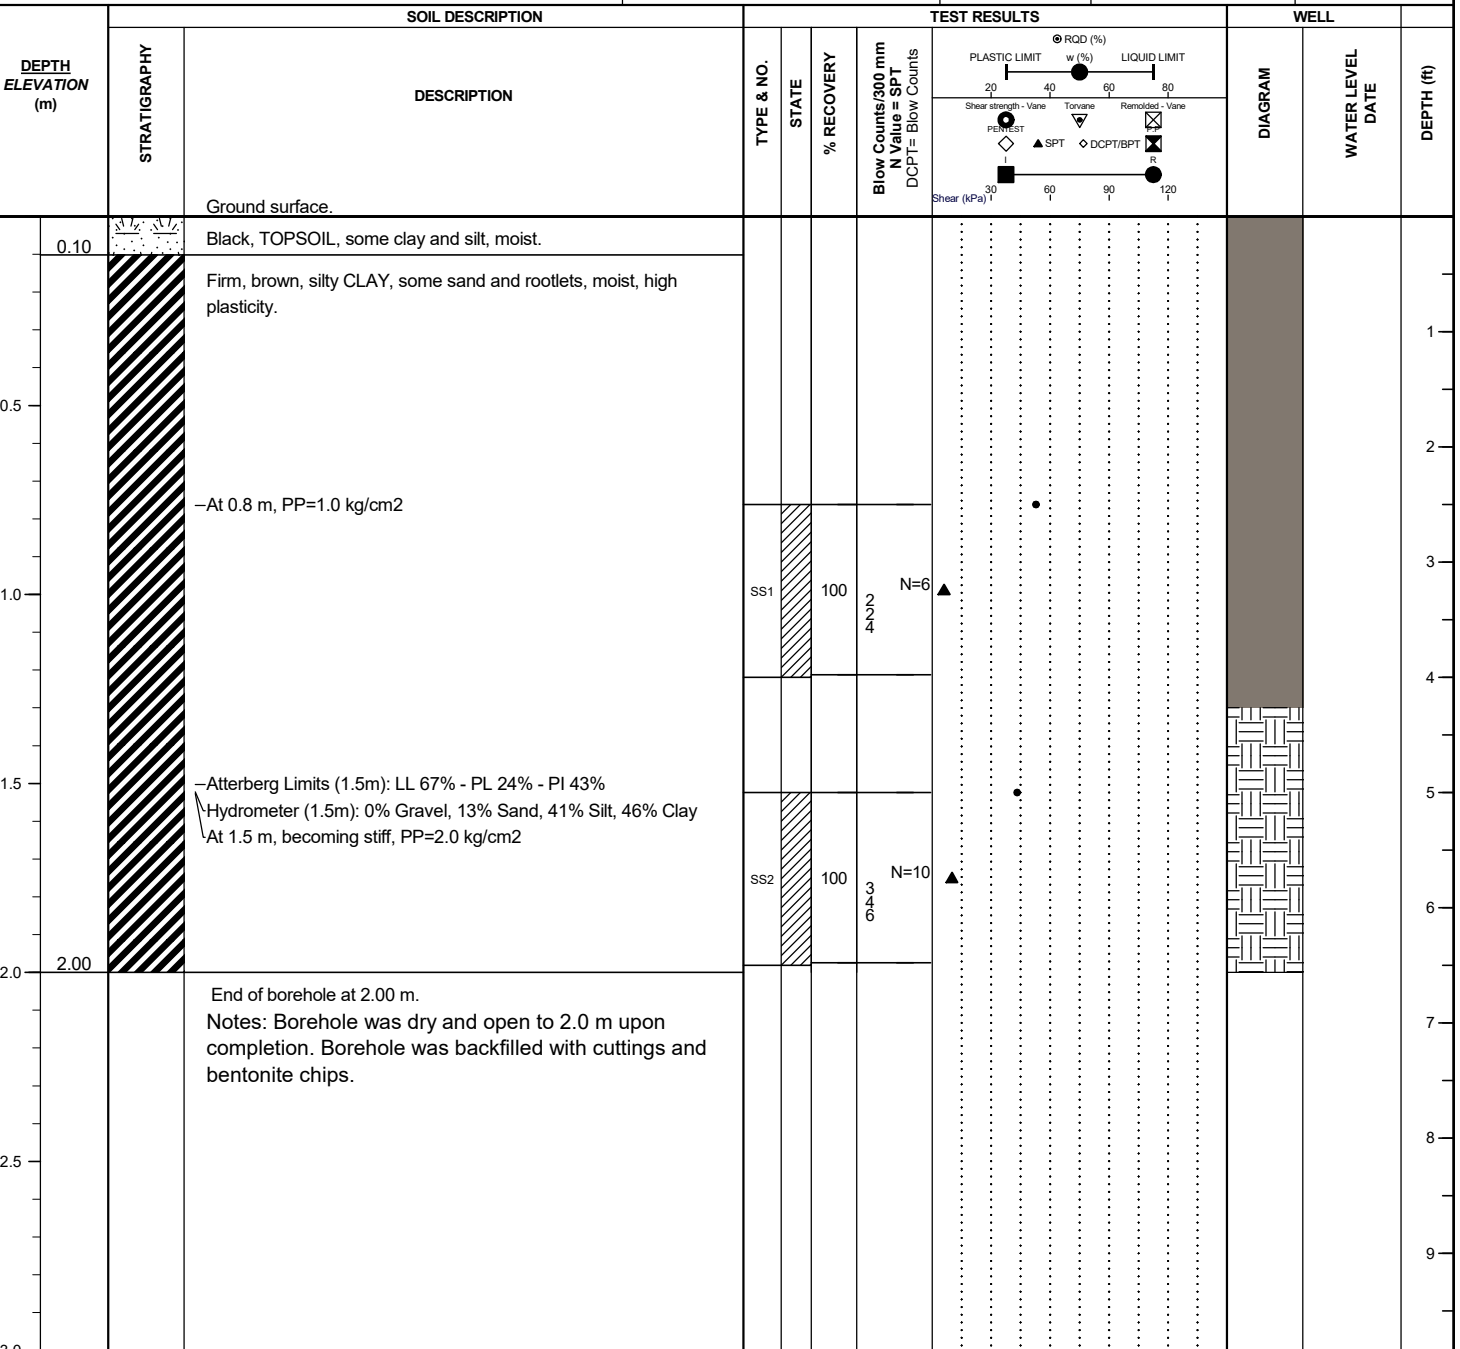 SOIL DESCRIPTION
TEST RESULTS
WELL
DEPTH
ELEVATION
(m)
STRATIGRAPHY
DESCRIPTION
TYPE & NO.
STATE
% RECOVERY
Blow Counts/300 mm
N Value = SPT
DCPT= Blow Counts
RQD (%)
PLASTIC LIMIT w (%) LIQUID LIMIT
20 40 60 80
Shear strength - Vane Torvane Remolded - Vane
PENTEST P.P
SPT DCPT/BPT
I R
Shear (kPa) 30 60 90 120
DIAGRAM
WATER LEVEL
DATE
DEPTH (ft)
Ground surface.
0.10
Black, TOPSOIL, some clay and silt, moist.
Firm, brown, silty CLAY, some sand and rootlets, moist, high
plasticity.
1
0.5
2
At 0.8 m, PP=1.0 kg/cm2
3
1.0
SS1
100
2
2
4
N=6
4
1.5
Atterberg Limits (1.5m): LL 67% - PL 24% - PI 43%
5
Hydrometer (1.5m): 0% Gravel, 13% Sand, 41% Silt, 46% Clay
At 1.5 m, becoming stiff, PP=2.0 kg/cm2
SS2
100
3
4
6
N=10
6
2.00
2.0
End of borehole at 2.00 m.
Notes: Borehole was dry and open to 2.0 m upon
completion. Borehole was backfilled with cuttings and
bentonite chips.
7
8
2.5
9